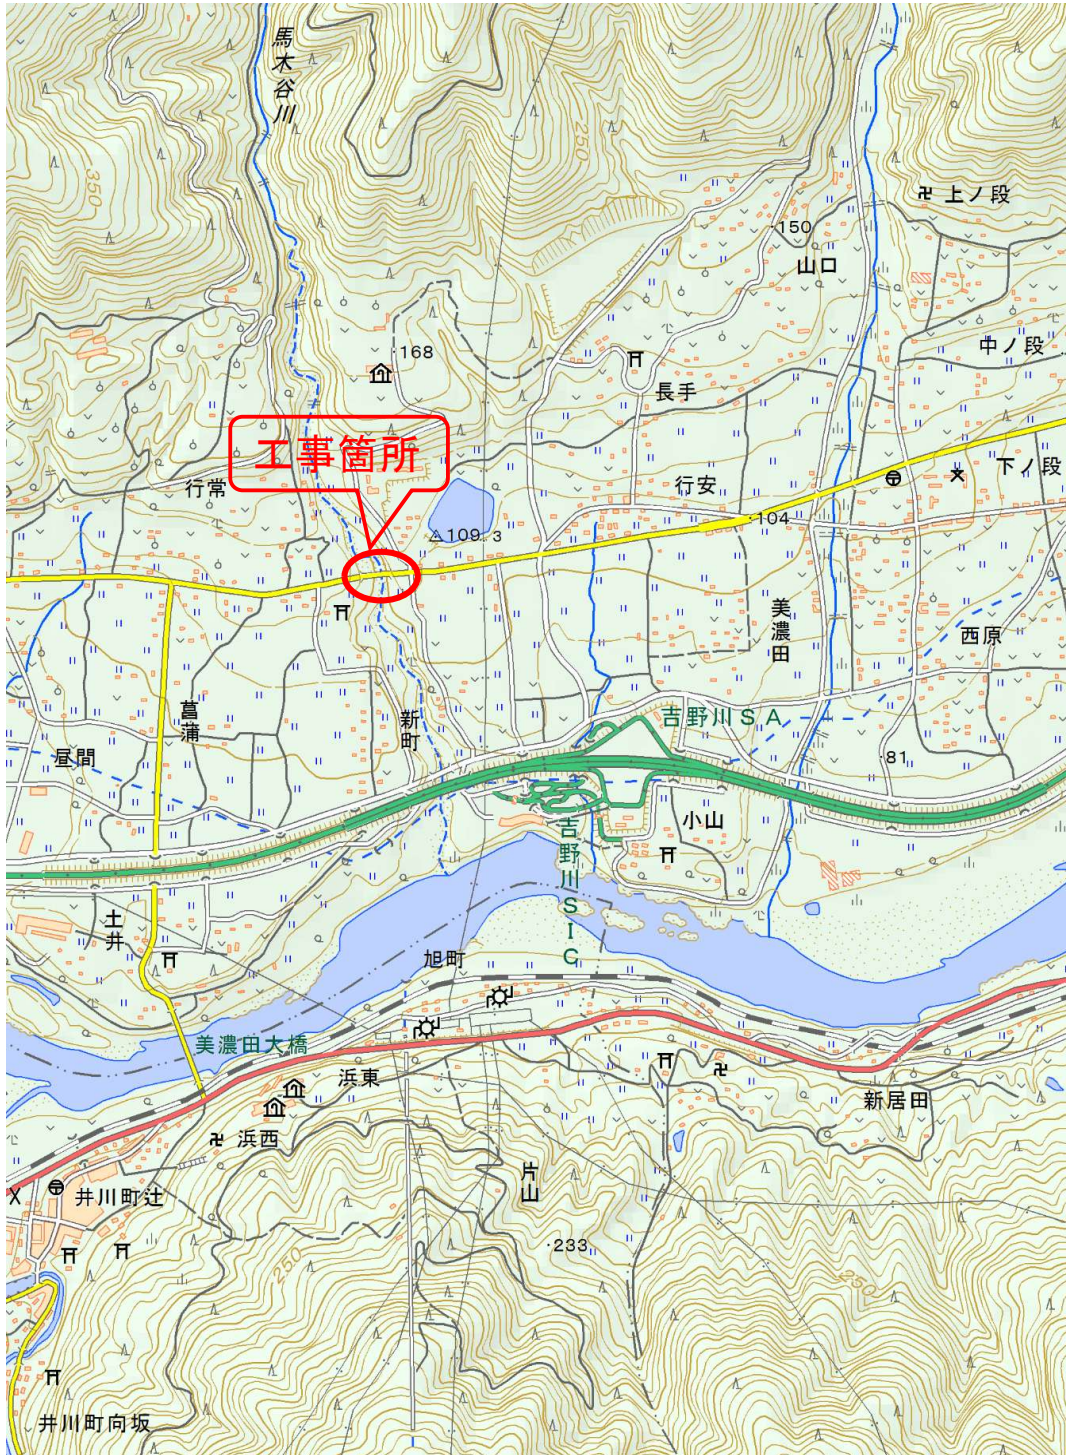 馬木谷川
350
250
上ノ段
150
山口
中ノ段
168
長手
工事箇所
下ノ段
行常
行安
104
109.3
美濃田
西原
菖蒲
新町
吉野川SA
昼間
81
小山
吉野川SIC
土井
旭町
美濃田大橋
浜東
新居田
浜西
片山
井川町辻
233
250
250
井川町向坂